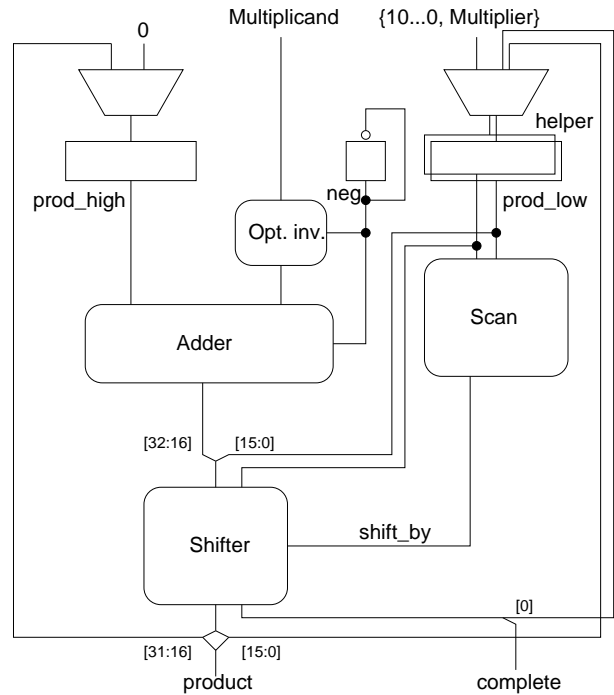 Multiplicand
{10...0, Multiplier}
0
helper
prod_high
neg
prod_low
Opt. inv.
Scan
Adder
[32:16]
[15:0]
shift_by
Shifter
[0]
[31:16]
[15:0]
product
complete